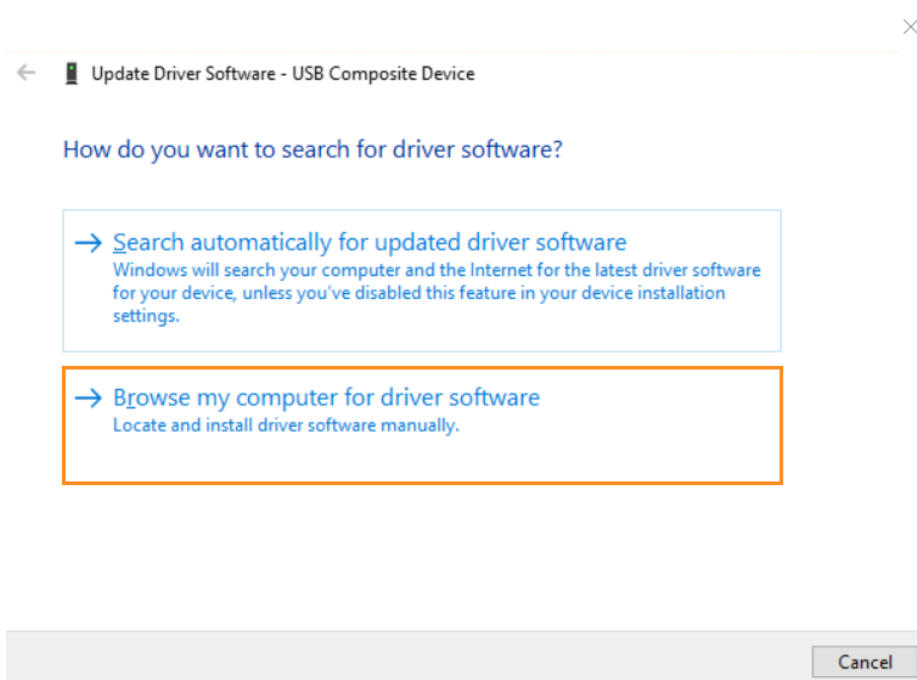 Update Driver Software - USB Composite Device
How do you want to search for driver software?
Search automatically for updated driver software
Windows will search your computer and the Internet for the latest driver software
for your device, unless you've disabled this feature in your device installation
settings.
Browse my computer for driver software
Locate and install driver software manually.
Cancel